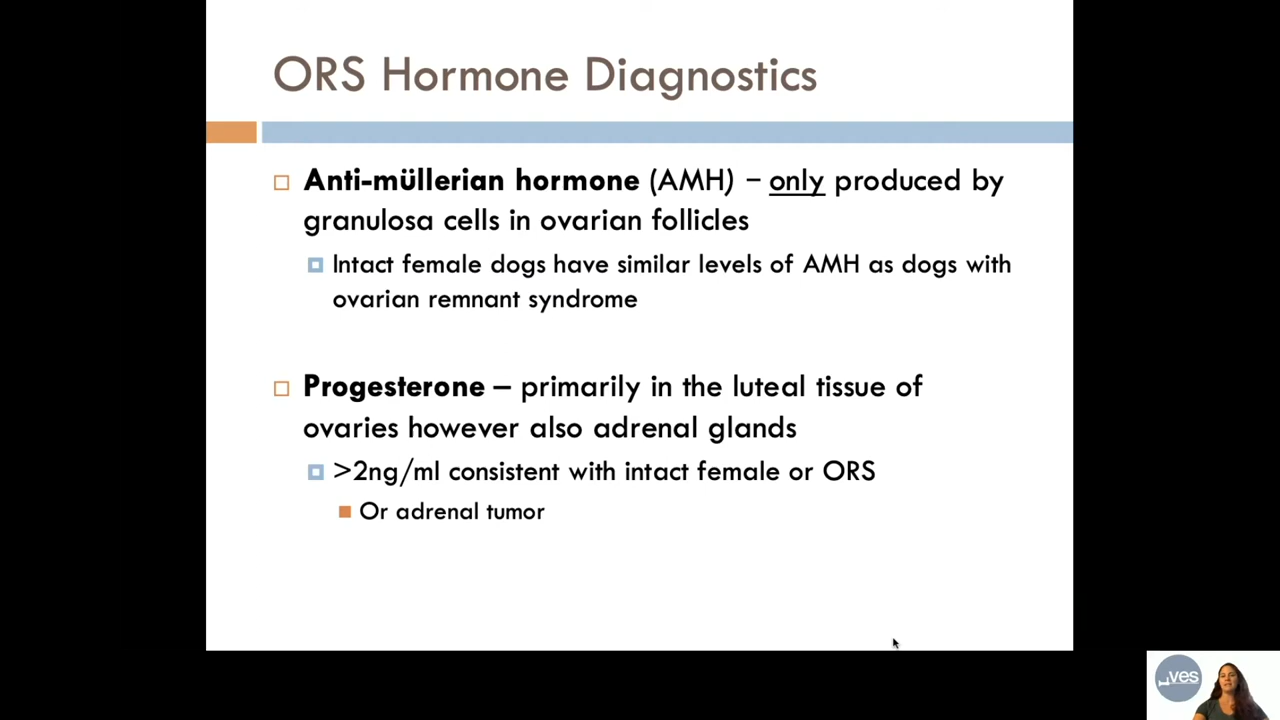 ORS Hormone Diagnostics
Anti-müllerian hormone (AMH) – only produced by
granulosa cells in ovarian follicles
Intact female dogs have similar levels of AMH as dogs with
ovarian remnant syndrome
Progesterone – primarily in the luteal tissue of
ovaries however also adrenal glands
>2ng/ml consistent with intact female or ORS
Or adrenal tumor
ves